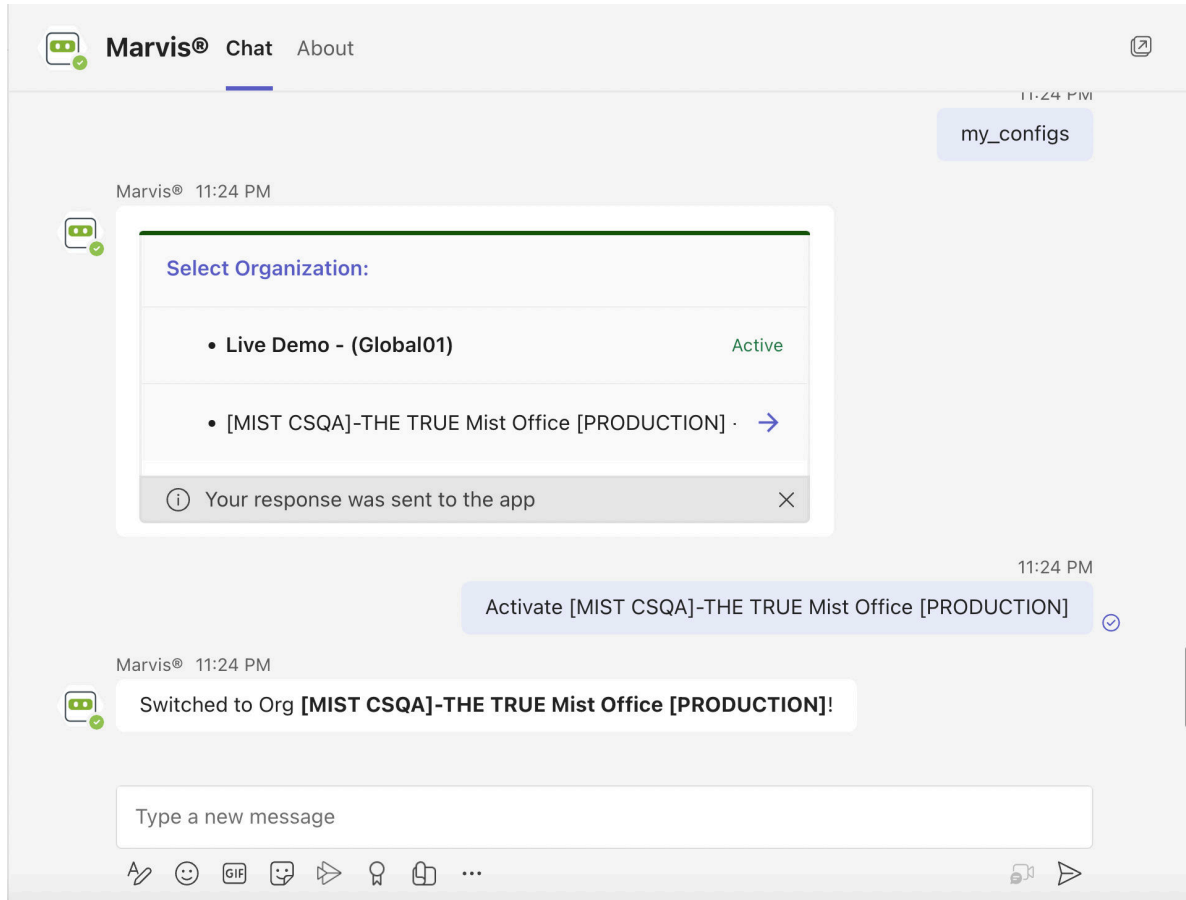 Marvis® Chat About
11:24 PM
my_configs
Marvis® 11:24 PM
Select Organization:
• Live Demo - (Global01) Active
• [MIST CSQA]-THE TRUE Mist Office [PRODUCTION] ·
Your response was sent to the app
11:24 PM
Activate [MIST CSQA]-THE TRUE Mist Office [PRODUCTION]
Marvis® 11:24 PM
Switched to Org [MIST CSQA]-THE TRUE Mist Office [PRODUCTION]!
Type a new message
GIF